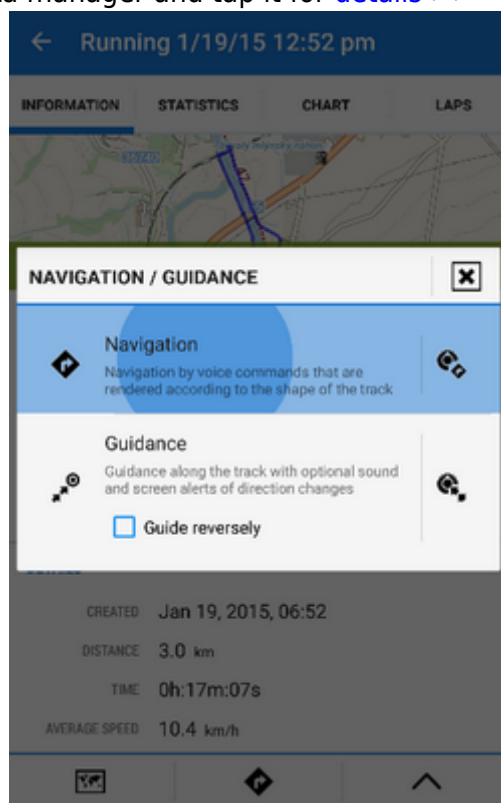 a manager and tap it for details
Running 1/19/15 12:52 pm
INFORMATION STATISTICS CHART LAPS
35740
47
NAVIGATION / GUIDANCE
Navigation
Navigation by voice commands that are
rendered according to the shape of the track
Guidance
Guidance along the track with optional sound
and screen alerts of direction changes
Guide reversely
CREATED Jan 19, 2015, 06:52
DISTANCE 3.0 km
TIME 0h:17m:07s
AVERAGE SPEED 10.4 km/h